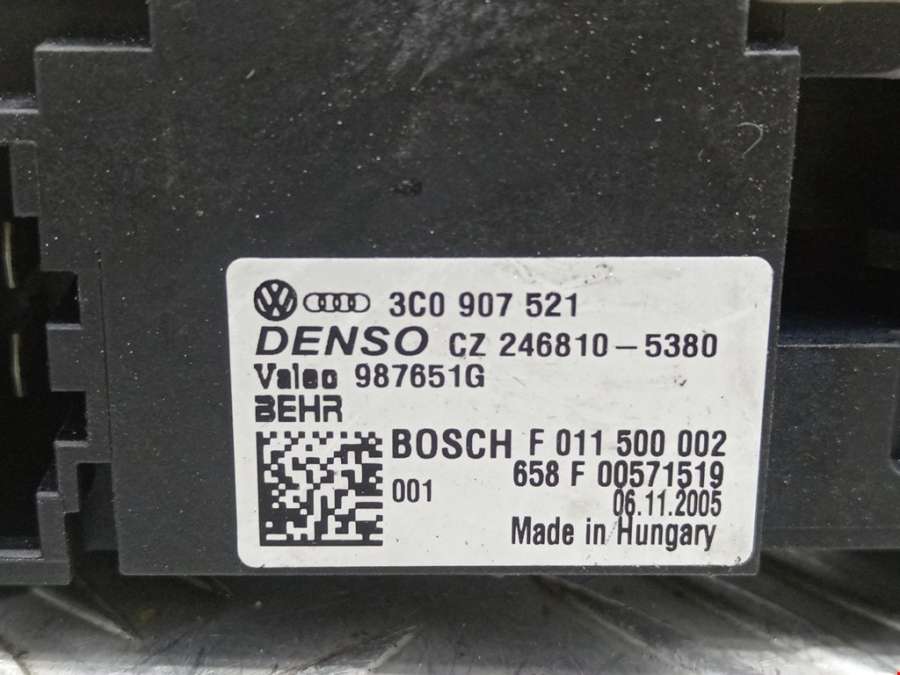 3C0 907 521
DENSO CZ 246810-5380
Valeo 987651G
BEHR
BOSCH F 011 500 002
658 F 00571519
001
06.11.2005
Made in Hungary